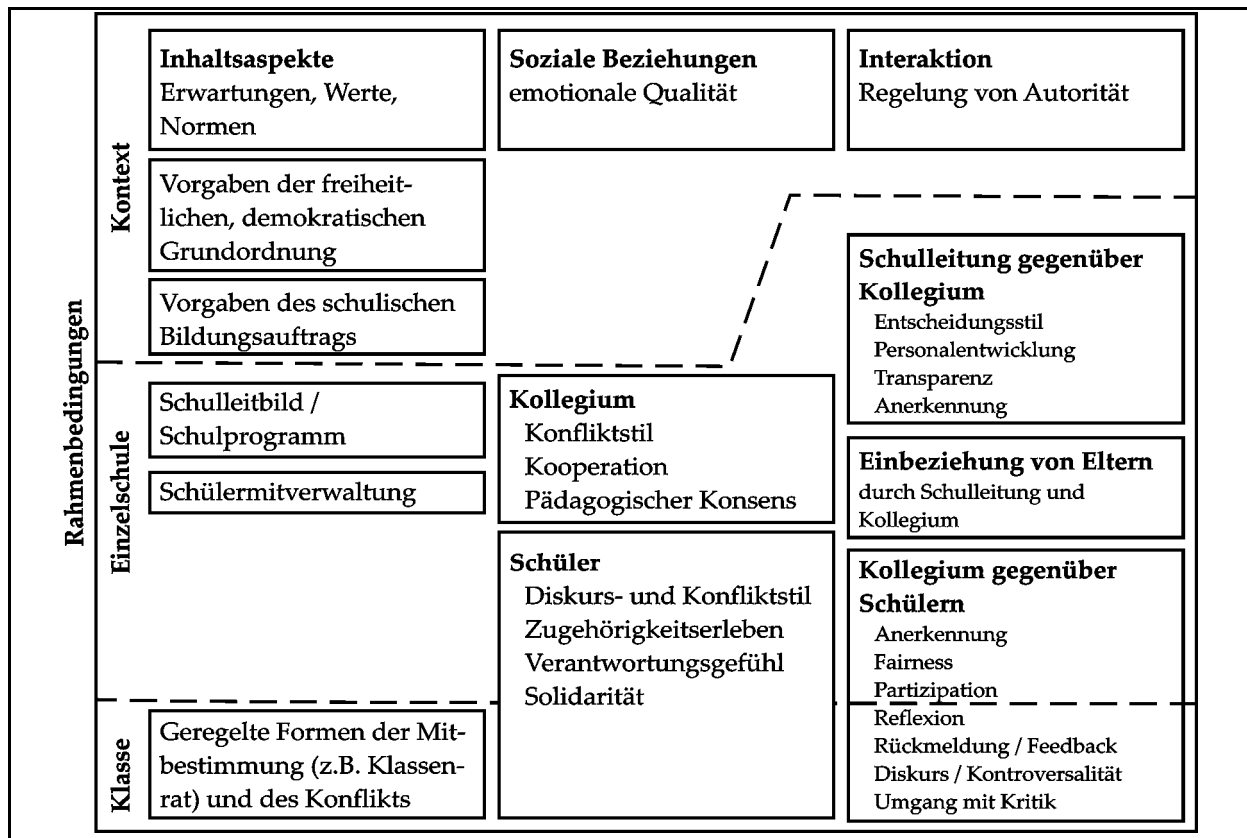 Rahmenbedingungen
Kontext
Inhaltsaspekte
Erwartungen, Werte,
Normen
Soziale Beziehungen
emotionale Qualität
Interaktion
Regelung von Autorität
Vorgaben der freiheit-
lichen, demokratischen
Grundordnung
Vorgaben des schulischen
Bildungsauftrags
Schulleitung gegenüber
Kollegium
Entscheidungsstil
Personalentwicklung
Transparenz
Anerkennung
Einzelschule
Schulleitbild /
Schulprogramm
Schülermitverwaltung
Kollegium
Konfliktstil
Kooperation
Pädagogischer Konsens
Einbeziehung von Eltern
durch Schulleitung und
Kollegium
Schüler
Diskurs- und Konfliktstil
Zugehörigkeitserleben
Verantwortungsgefühl
Solidarität
Kollegium gegenüber
Schülern
Anerkennung
Fairness
Partizipation
Reflexion
Rückmeldung / Feedback
Diskurs / Kontroversalität
Umgang mit Kritik
Klasse
Geregelte Formen der Mit-
bestimmung (z.B. Klassen-
rat) und des Konflikts